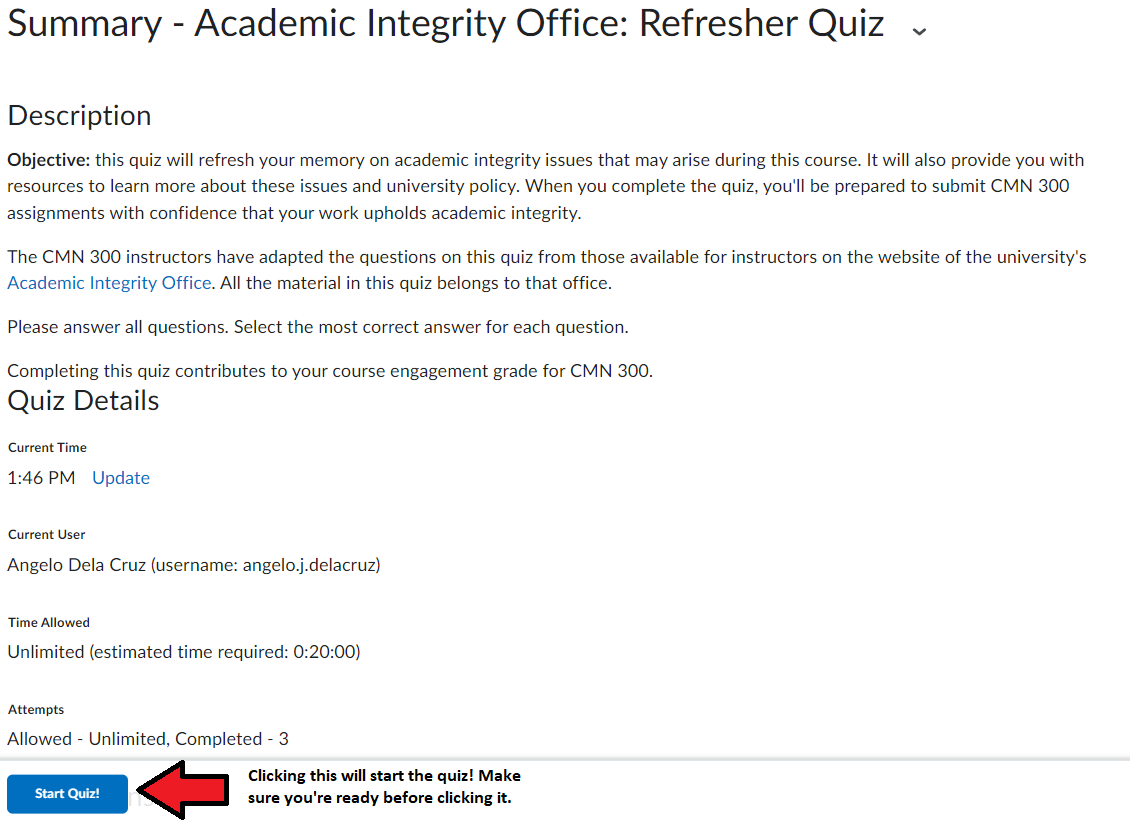 Summary - Academic Integrity Office: Refresher Quiz
Description
Objective: this quiz will refresh your memory on academic integrity issues that may arise during this course. It will also provide you with
resources to learn more about these issues and university policy. When you complete the quiz, you'll be prepared to submit CMN 300
assignments with confidence that your work upholds academic integrity.
The CMN 300 instructors have adapted the questions on this quiz from those available for instructors on the website of the university's
Academic Integrity Office. All the material in this quiz belongs to that office.
Please answer all questions. Select the most correct answer for each question.
Completing this quiz contributes to your course engagement grade for CMN 300.
Quiz Details
Current Time
1:46 PM Update
Current User
Angelo Dela Cruz (username: angelo.j.delacruz)
Time Allowed
Unlimited (estimated time required: 0:20:00)
Attempts
Allowed - Unlimited, Completed - 3
Start Quiz!
Clicking this will start the quiz! Make
sure you're ready before clicking it.